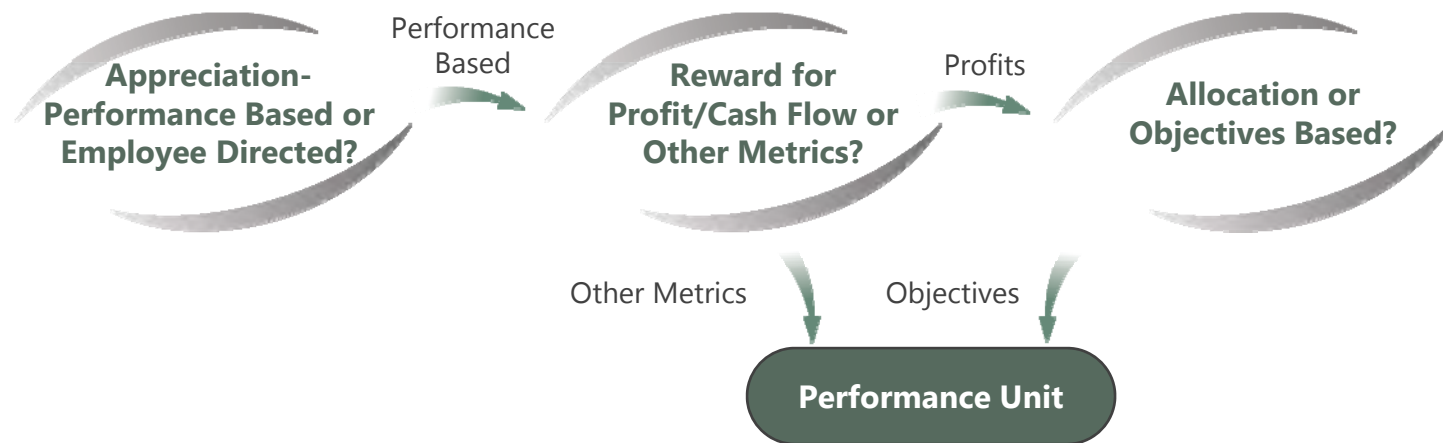 Appreciation-
Performance Based or
Employee Directed?
Performance
Based
Reward for
Profit/Cash Flow or
Other Metrics?
Profits
Allocation or
Objectives Based?
Other Metrics
Objectives
Performance Unit